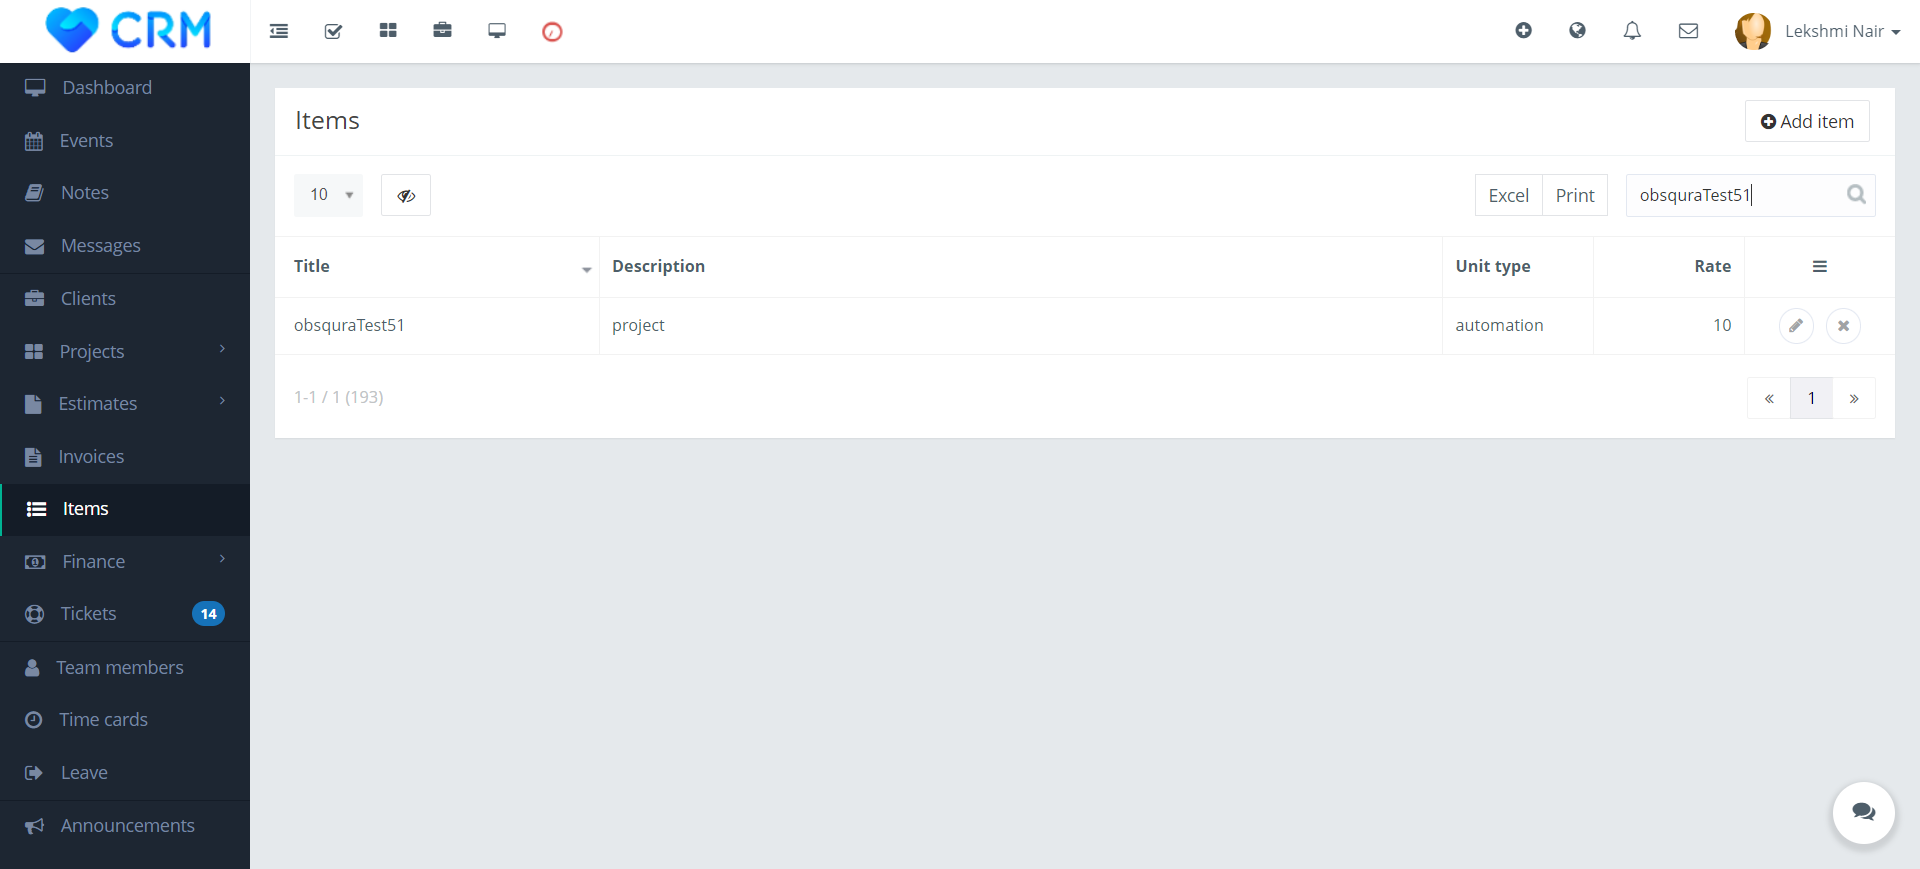 CRM
Lekshmi Nair
Dashboard
Events
Notes
Messages
Clients
Projects
Estimates
Invoices
Items
Finance
Tickets 14
Team members
Time cards
Leave
Announcements
Items
Add item
10
Excel Print obsquraTest51
Title Description Unit type Rate
obsquraTest51 project automation 10
1-1 / 1 (193)
« 1 »